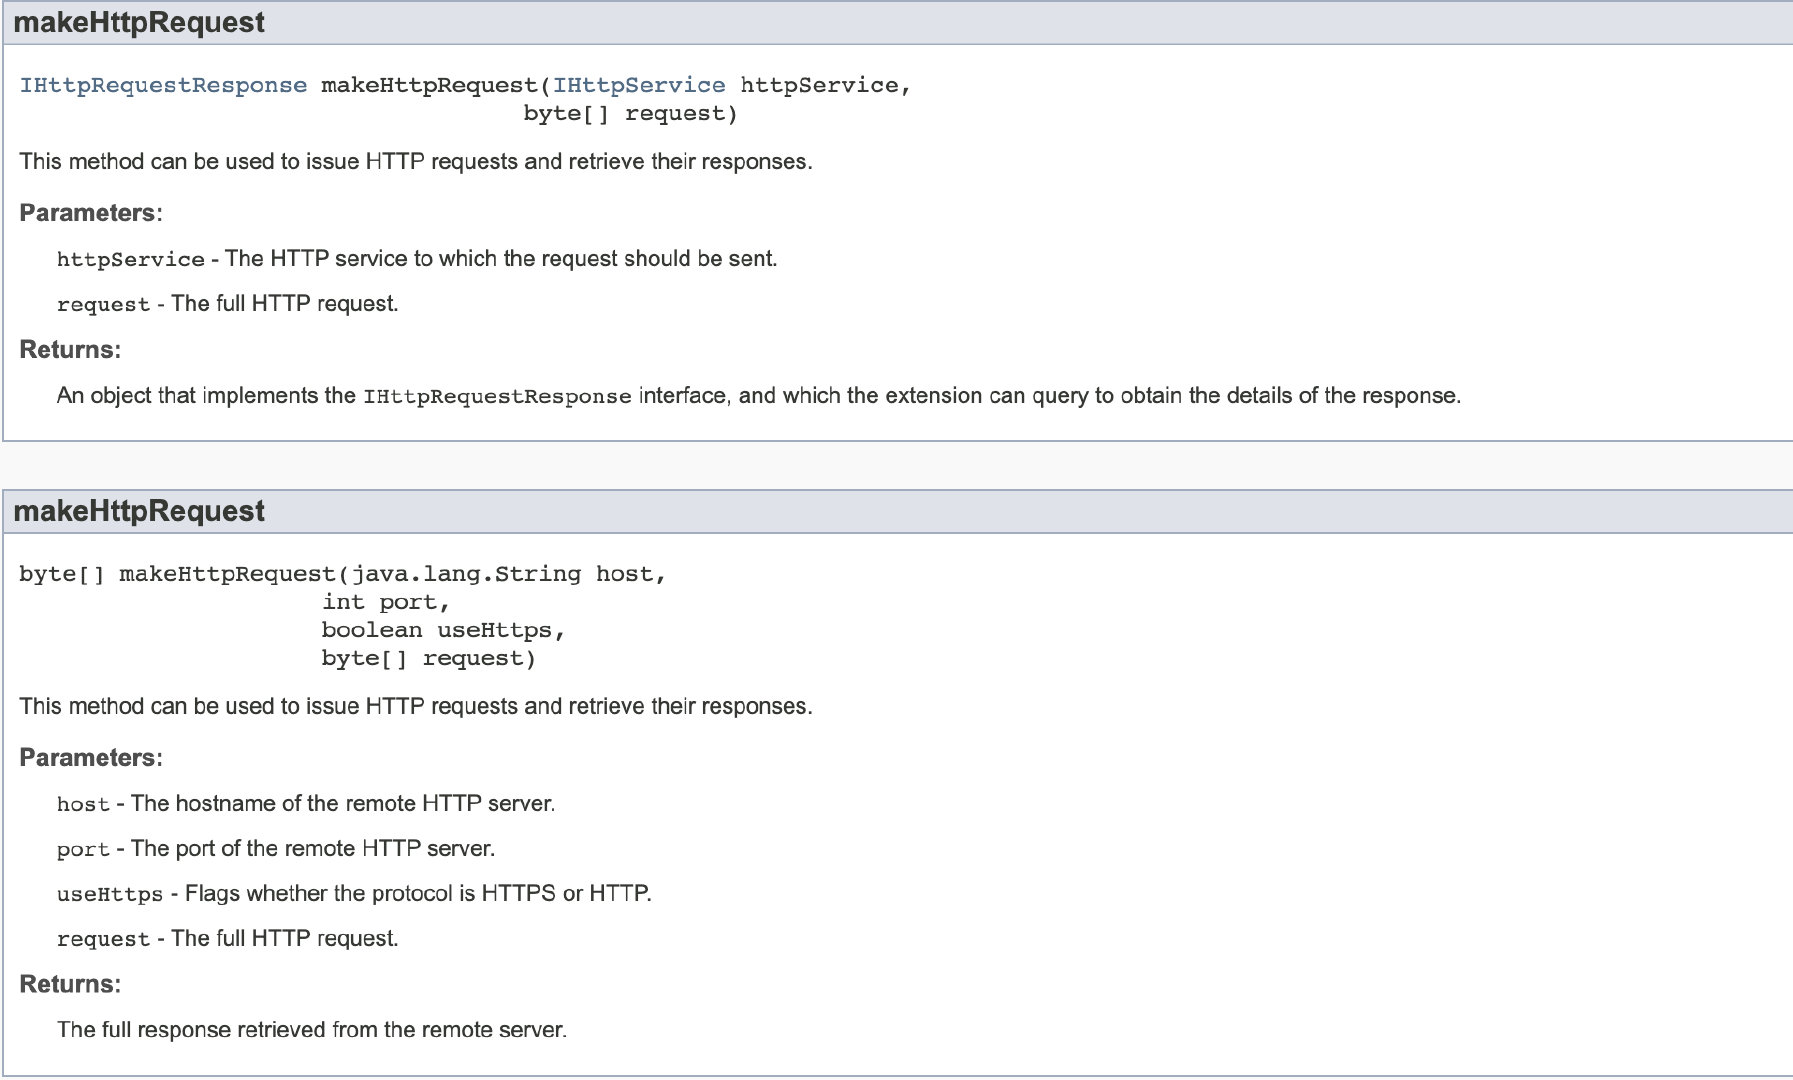 makeHttpRequest
IHttpRequestResponse makeHttpRequest(IHttpService httpService,
byte[] request)
This method can be used to issue HTTP requests and retrieve their responses.
Parameters:
httpService - The HTTP service to which the request should be sent.
request - The full HTTP request.
Returns:
An object that implements the IHttpRequestResponse interface, and which the extension can query to obtain the details of the response.
makeHttpRequest
byte[] makeHttpRequest(java.lang.String host,
int port,
boolean useHttps,
byte[] request)
This method can be used to issue HTTP requests and retrieve their responses.
Parameters:
host - The hostname of the remote HTTP server.
port - The port of the remote HTTP server.
useHttps - Flags whether the protocol is HTTPS or HTTP.
request - The full HTTP request.
Returns:
The full response retrieved from the remote server.